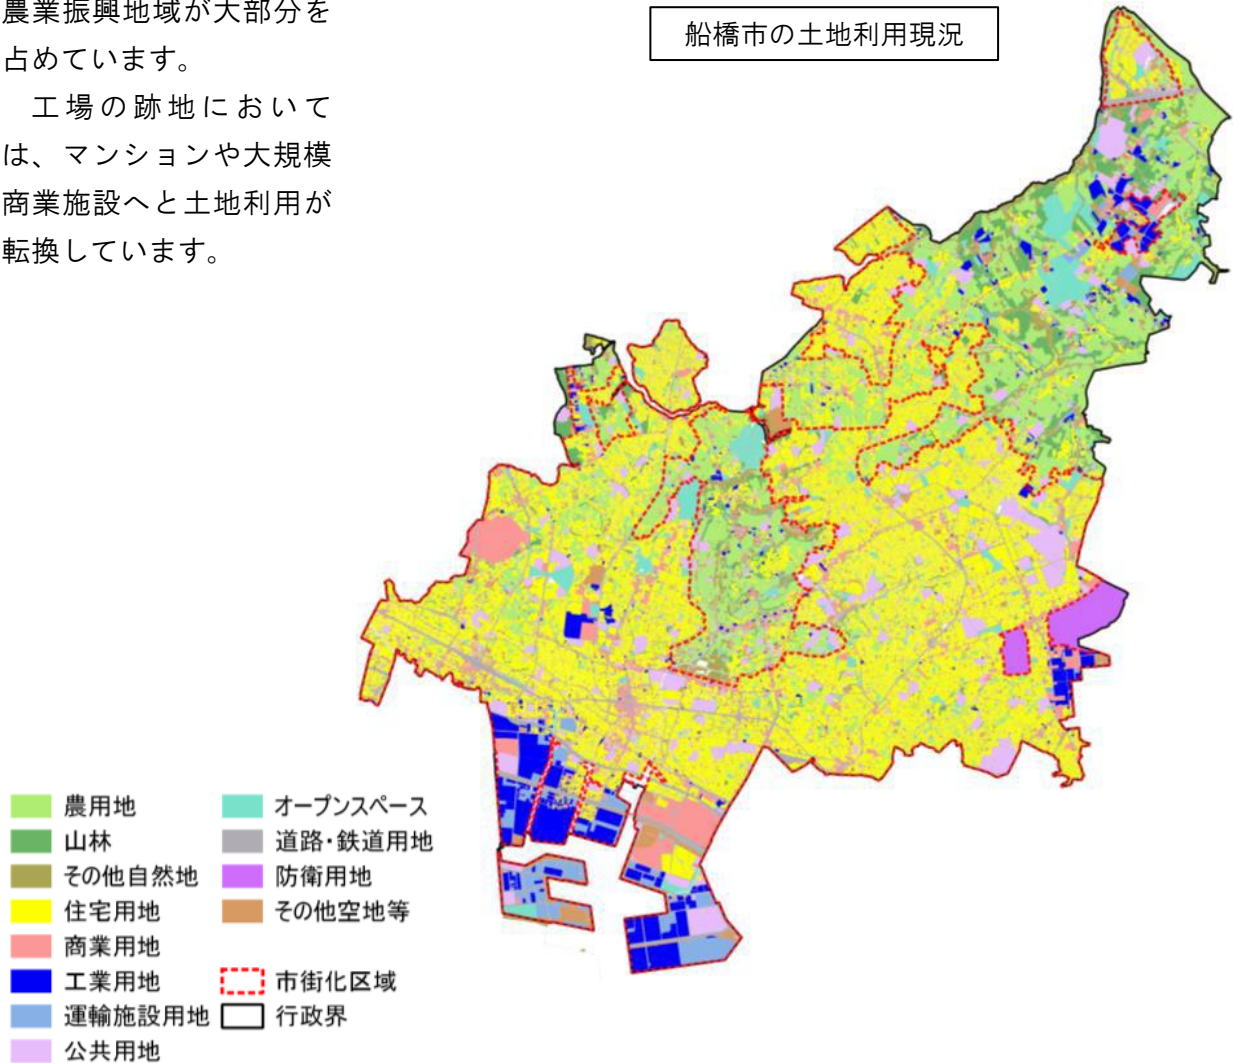 農業振興地域が大部分を
占めています。
工場の跡地において
は、マンションや大規模
商業施設へと土地利用が
転換しています。
船橋市の土地利用現況
農用地
山林
その他自然地
住宅用地
商業用地
工業用地
運輸施設用地
公共用地
オープンスペース
道路・鉄道用地
防衛用地
その他空地等
市街化区域
行政界